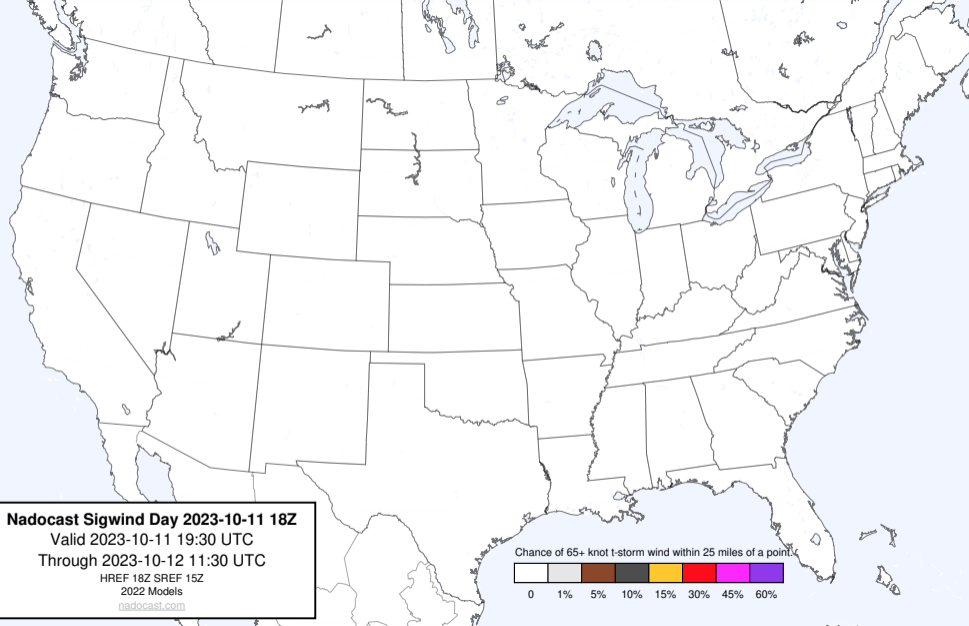 Nadocast Sigwind Day 2023-10-11 18Z
Valid 2023-10-11 19:30 UTC
Through 2023-10-12 11:30 UTC
HREF 18Z SREF 15Z
2022 Models
nadocast.com
Chance of 65+ knot t-storm wind within 25 miles of a point.
0 1% 5% 10% 15% 30% 45% 60%